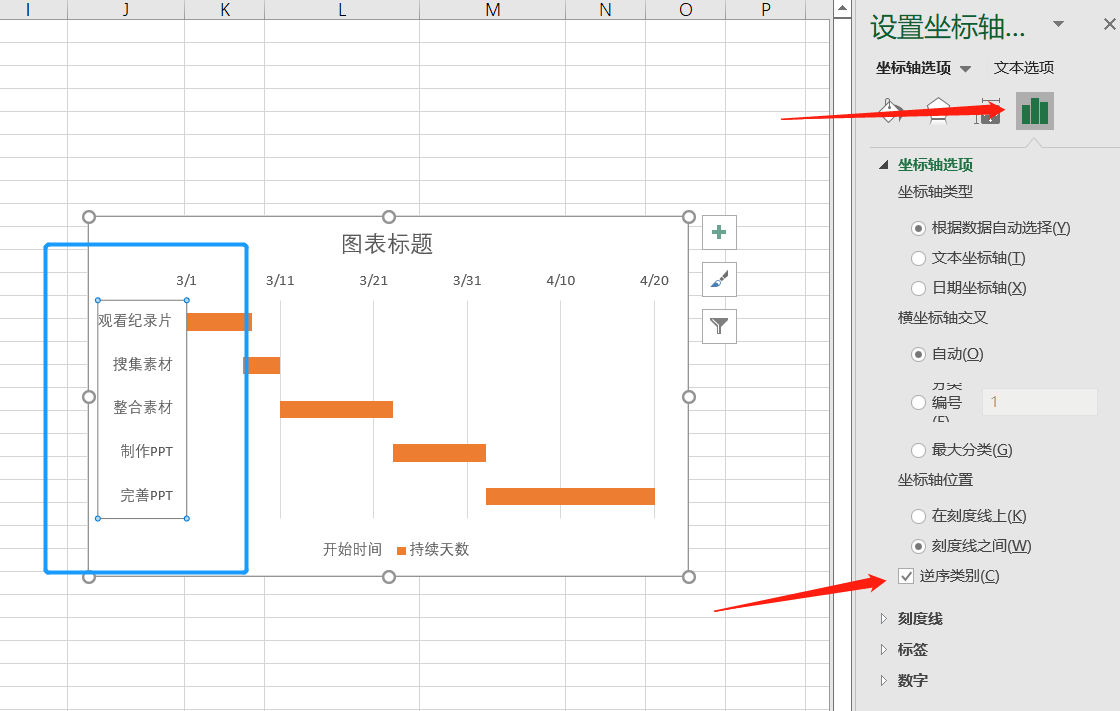 I J K L M N O P
图表标题
3/1 3/11 3/21 3/31 4/10 4/20
观看纪录片
搜集素材
整合素材
制作PPT
完善PPT
开始时间 持续天数
设置坐标轴...
坐标轴选项 文本选项
坐标轴选项
坐标轴类型
根据数据自动选择(Y)
文本坐标轴(T)
日期坐标轴(X)
横坐标轴交叉
自动(O)
分类
编号 1
(E)
最大分类(G)
坐标轴位置
在刻度线上(K)
刻度线之间(W)
逆序类别(C)
刻度线
标签
数字